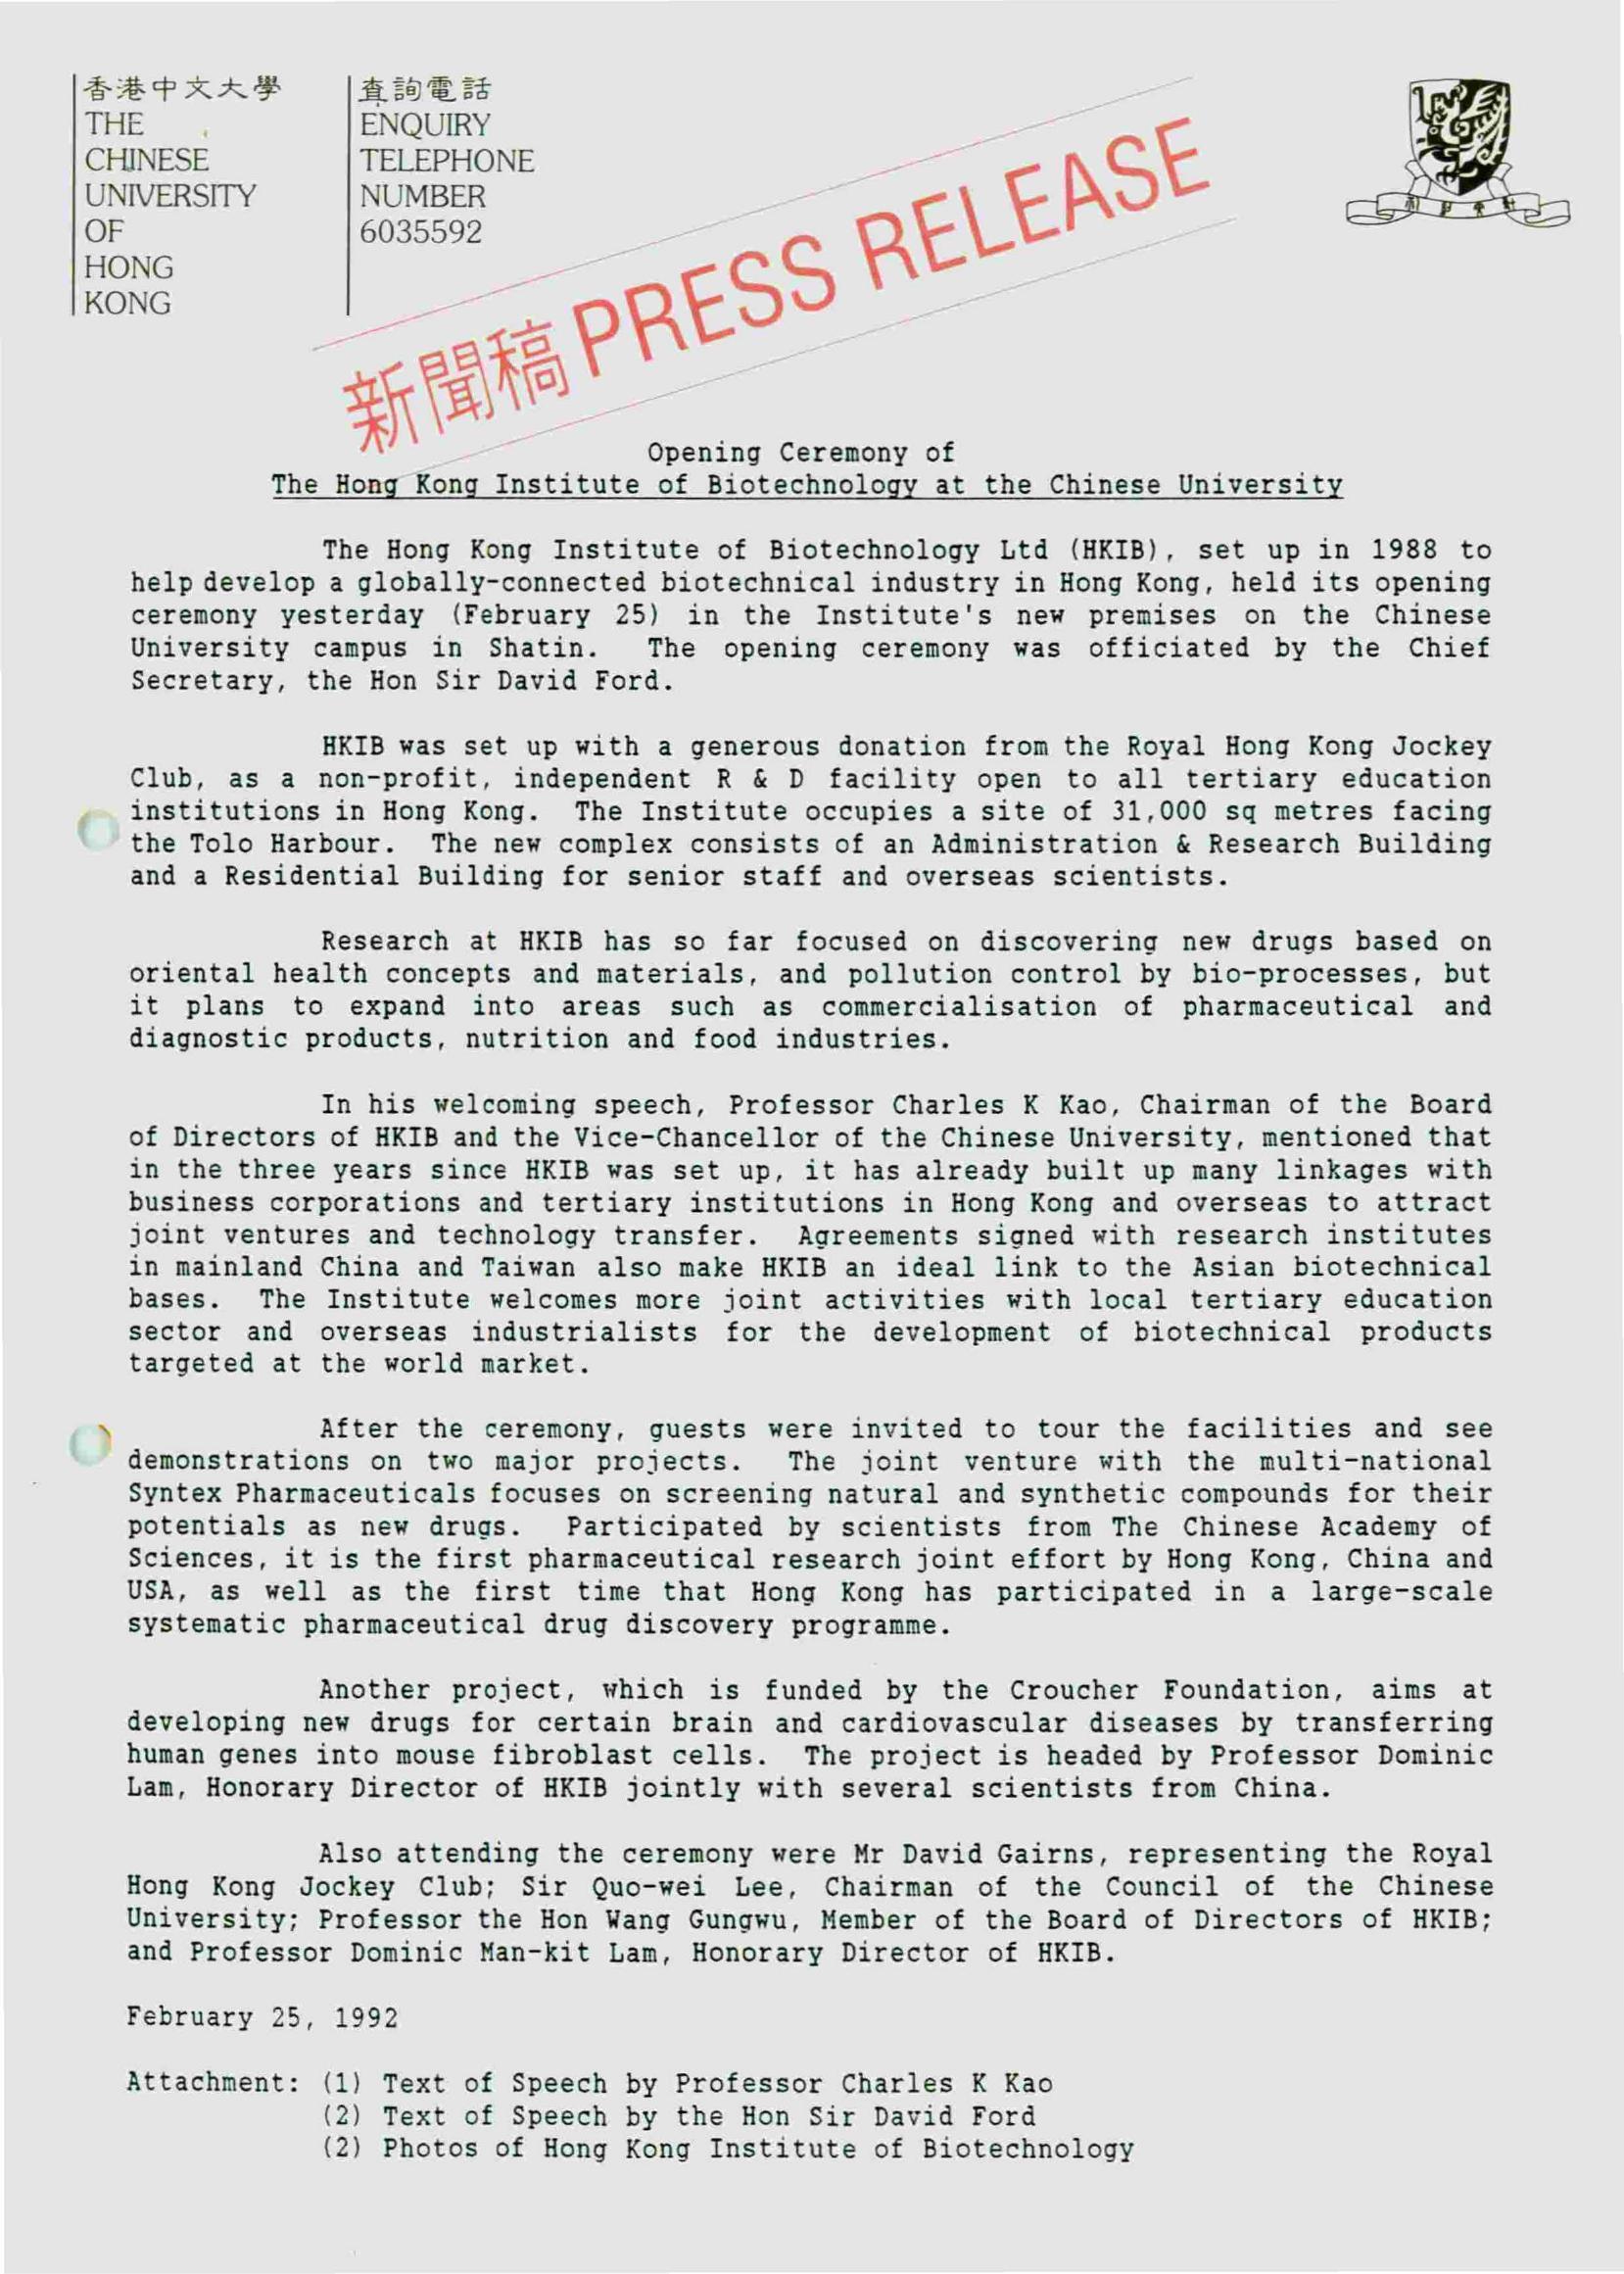 香港中文大學
THE
CHINESE
UNIVERSITY
OF
HONG
KONG
查詢電話
ENQUIRY
TELEPHONE
NUMBER
6035592
新聞稿 PRESS RELEASE
Opening Ceremony of
The Hong Kong Institute of Biotechnology at the Chinese University
The Hong Kong Institute of Biotechnology Ltd (HKIB), set up in 1988 to
help develop a globally-connected biotechnical industry in Hong Kong, held its opening
ceremony yesterday (February 25) in the Institute's new premises on the Chinese
University campus in Shatin. The opening ceremony was officiated by the Chief
Secretary, the Hon Sir David Ford.
HKIB was set up with a generous donation from the Royal Hong Kong Jockey
Club, as a non-profit, independent R & D facility open to all tertiary education
institutions in Hong Kong. The Institute occupies a site of 31,000 sq metres facing
the Tolo Harbour. The new complex consists of an Administration & Research Building
and a Residential Building for senior staff and overseas scientists.
Research at HKIB has so far focused on discovering new drugs based on
oriental health concepts and materials, and pollution control by bio-processes, but
it plans to expand into areas such as commercialisation of pharmaceutical and
diagnostic products, nutrition and food industries.
In his welcoming speech, Professor Charles K Kao, Chairman of the Board
of Directors of HKIB and the Vice-Chancellor of the Chinese University, mentioned that
in the three years since HKIB was set up, it has already built up many linkages with
business corporations and tertiary institutions in Hong Kong and overseas to attract
joint ventures and technology transfer. Agreements signed with research institutes
in mainland China and Taiwan also make HKIB an ideal link to the Asian biotechnical
bases. The Institute welcomes more joint activities with local tertiary education
sector and overseas industrialists for the development of biotechnical products
targeted at the world market.
After the ceremony, guests were invited to tour the facilities and see
demonstrations on two major projects. The joint venture with the multi-national
Syntex Pharmaceuticals focuses on screening natural and synthetic compounds for their
potentials as new drugs. Participated by scientists from The Chinese Academy of
Sciences, it is the first pharmaceutical research joint effort by Hong Kong, China and
USA, as well as the first time that Hong Kong has participated in a large-scale
systematic pharmaceutical drug discovery programme.
Another project, which is funded by the Croucher Foundation, aims at
developing new drugs for certain brain and cardiovascular diseases by transferring
human genes into mouse fibroblast cells. The project is headed by Professor Dominic
Lam, Honorary Director of HKIB jointly with several scientists from China.
Also attending the ceremony were Mr David Gairns, representing the Royal
Hong Kong Jockey Club; Sir Quo-wei Lee, Chairman of the Council of the Chinese
University; Professor the Hon Wang Gungwu, Member of the Board of Directors of HKIB;
and Professor Dominic Man-kit Lam, Honorary Director of HKIB.
February 25, 1992
Attachment: (1) Text of Speech by Professor Charles K Kao
(2) Text of Speech by the Hon Sir David Ford
(2) Photos of Hong Kong Institute of Biotechnology